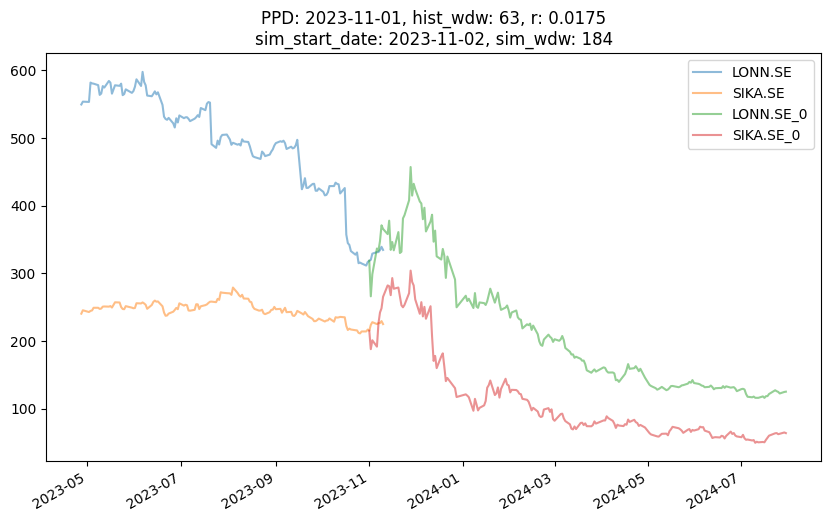 PPD: 2023-11-01, hist_wdw: 63, r: 0.0175
sim_start_date: 2023-11-02, sim_wdw: 184
LONN.SE
SIKA.SE
LONN.SE_0
SIKA.SE_0
600
500
400
300
200
100
2023-05
2023-07
2023-09
2023-11
2024-01
2024-03
2024-05
2024-07